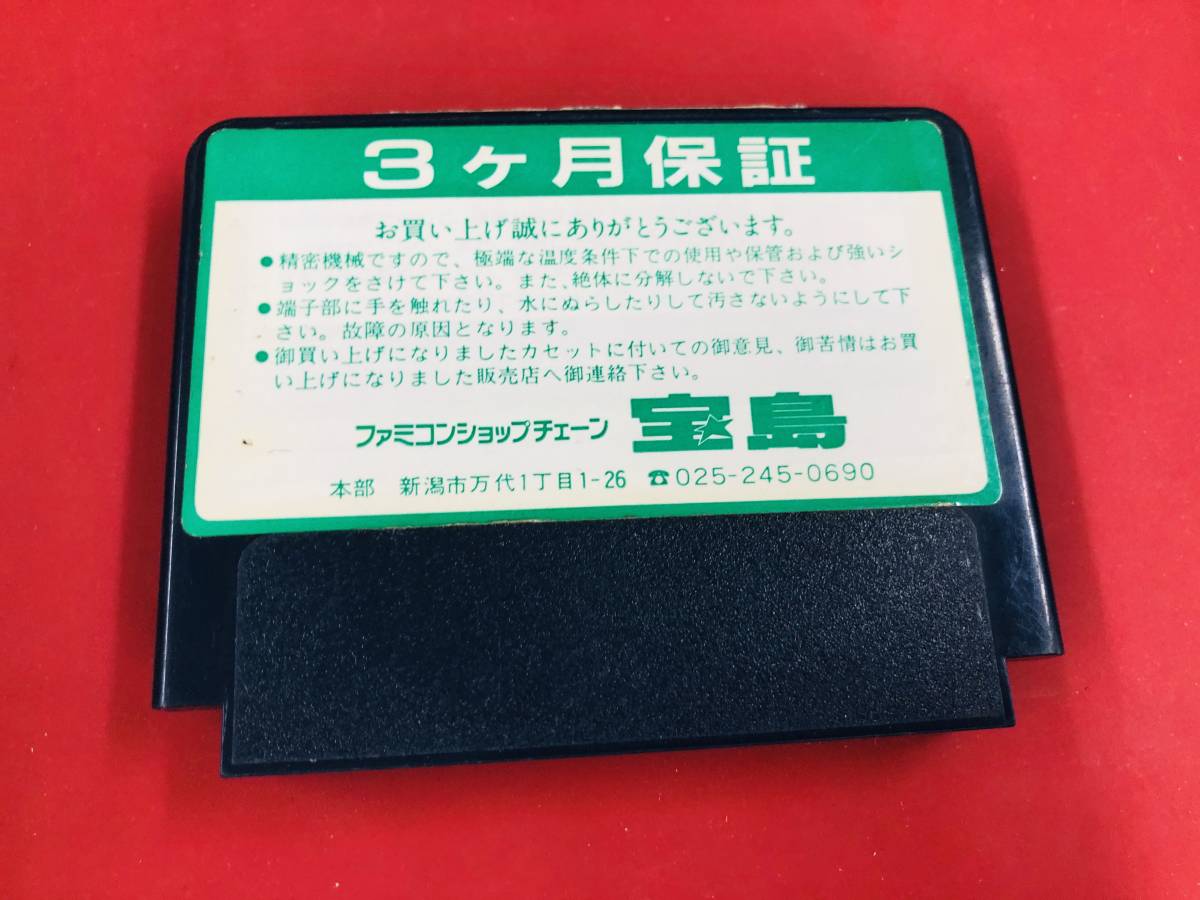 3ヶ月保証
お買い上げ誠にありがとうございます。
●精密機械ですので、極端な温度条件下での使用や保管および強いシ
ョックをさけて下さい。また、絶体に分解しないで下さい。
●端子部に手を触れたり、水にぬらしたりして汚さないようにして下
さい。故障の原因となります。
●御買い上げになりましたカセットに付いての御意見、御苦情はお買
い上げになりました販売店へ御連絡下さい。
ファミコンショップチェーン 宝島
本部 新潟市万代1丁目1-26 ☎025-245-0690